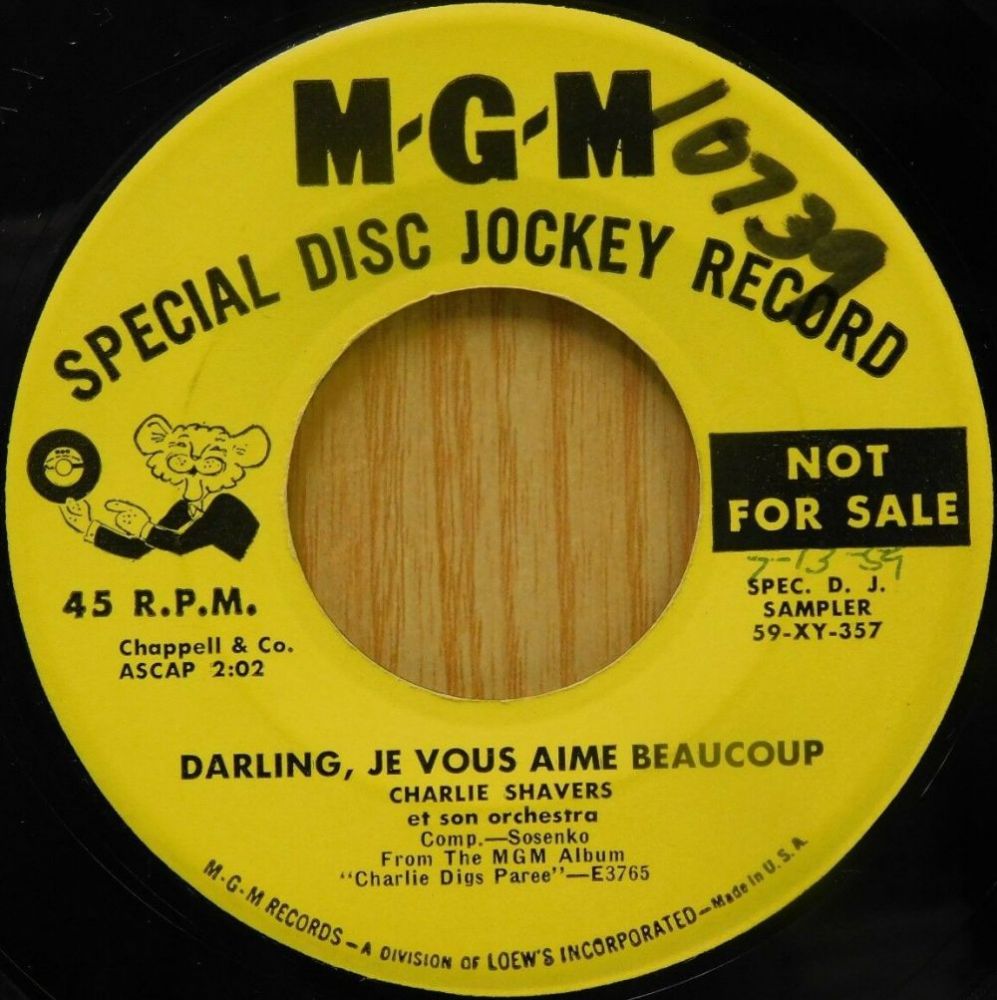 M-G-M
10739
SPECIAL DISC JOCKEY RECORD
NOT
FOR SALE
7-13-59
45 R.P.M.
Chappell & Co.
ASCAP 2:02
SPEC. D. J.
SAMPLER
59-XY-357
DARLING, JE VOUS AIME BEAUCOUP
CHARLIE SHAVERS
et son orchestra
Comp.—Sosenko
From The MGM Album
“Charlie Digs Paree”—E3765
M-G-M RECORDS—A DIVISION OF LOEW'S INCORPORATED—Made in U.S.A.